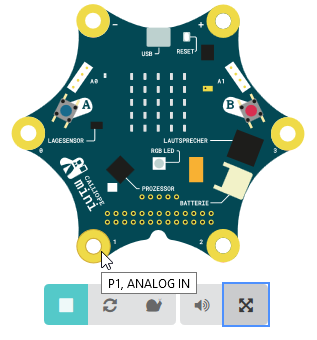 − +
USB
RESET
A0 A1
A B
LAGESENSOR
LAUTSPRECHER
RGB LED
0 3
CALLIOPE
mini
PROZESSOR
BATTERIE
1 2
P1, ANALOG IN